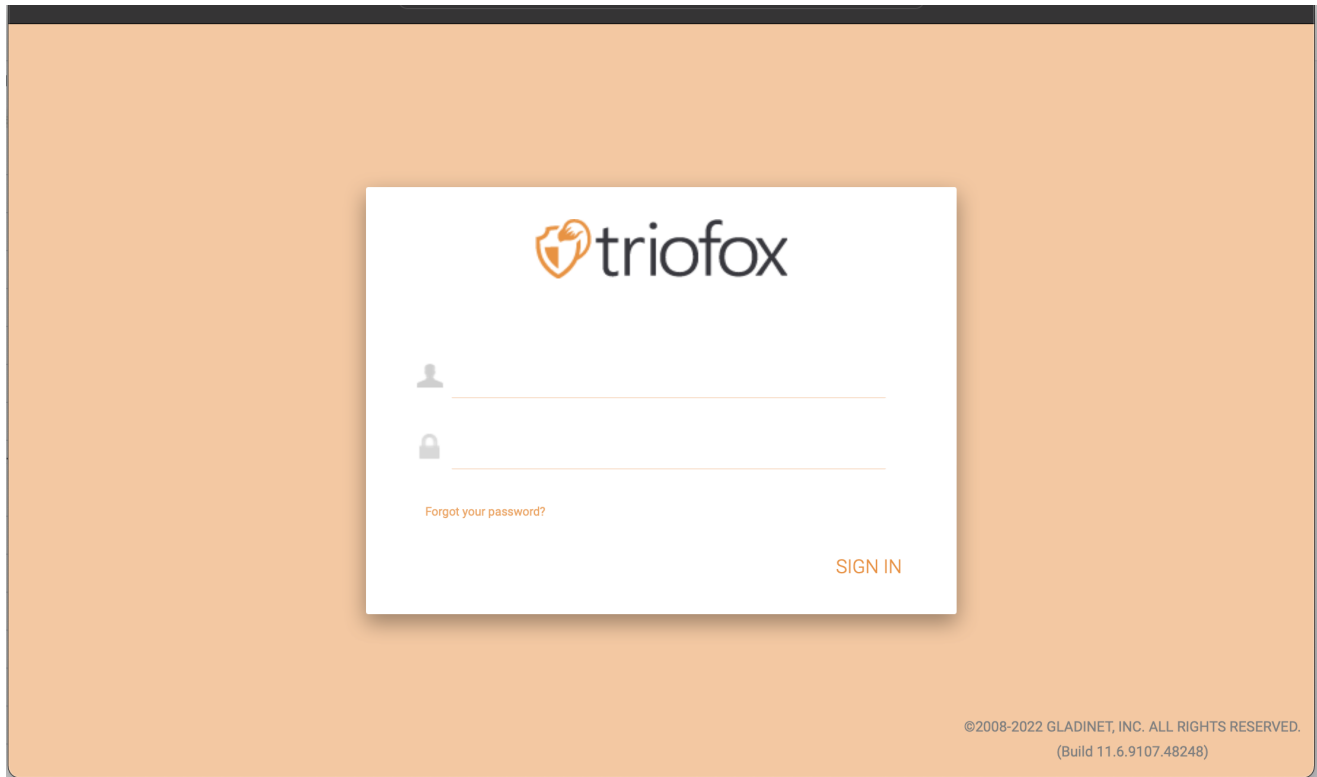 triofox
Forgot your password?
SIGN IN
©2008-2022 GLADINET, INC. ALL RIGHTS RESERVED.
(Build 11.6.9107.48248)